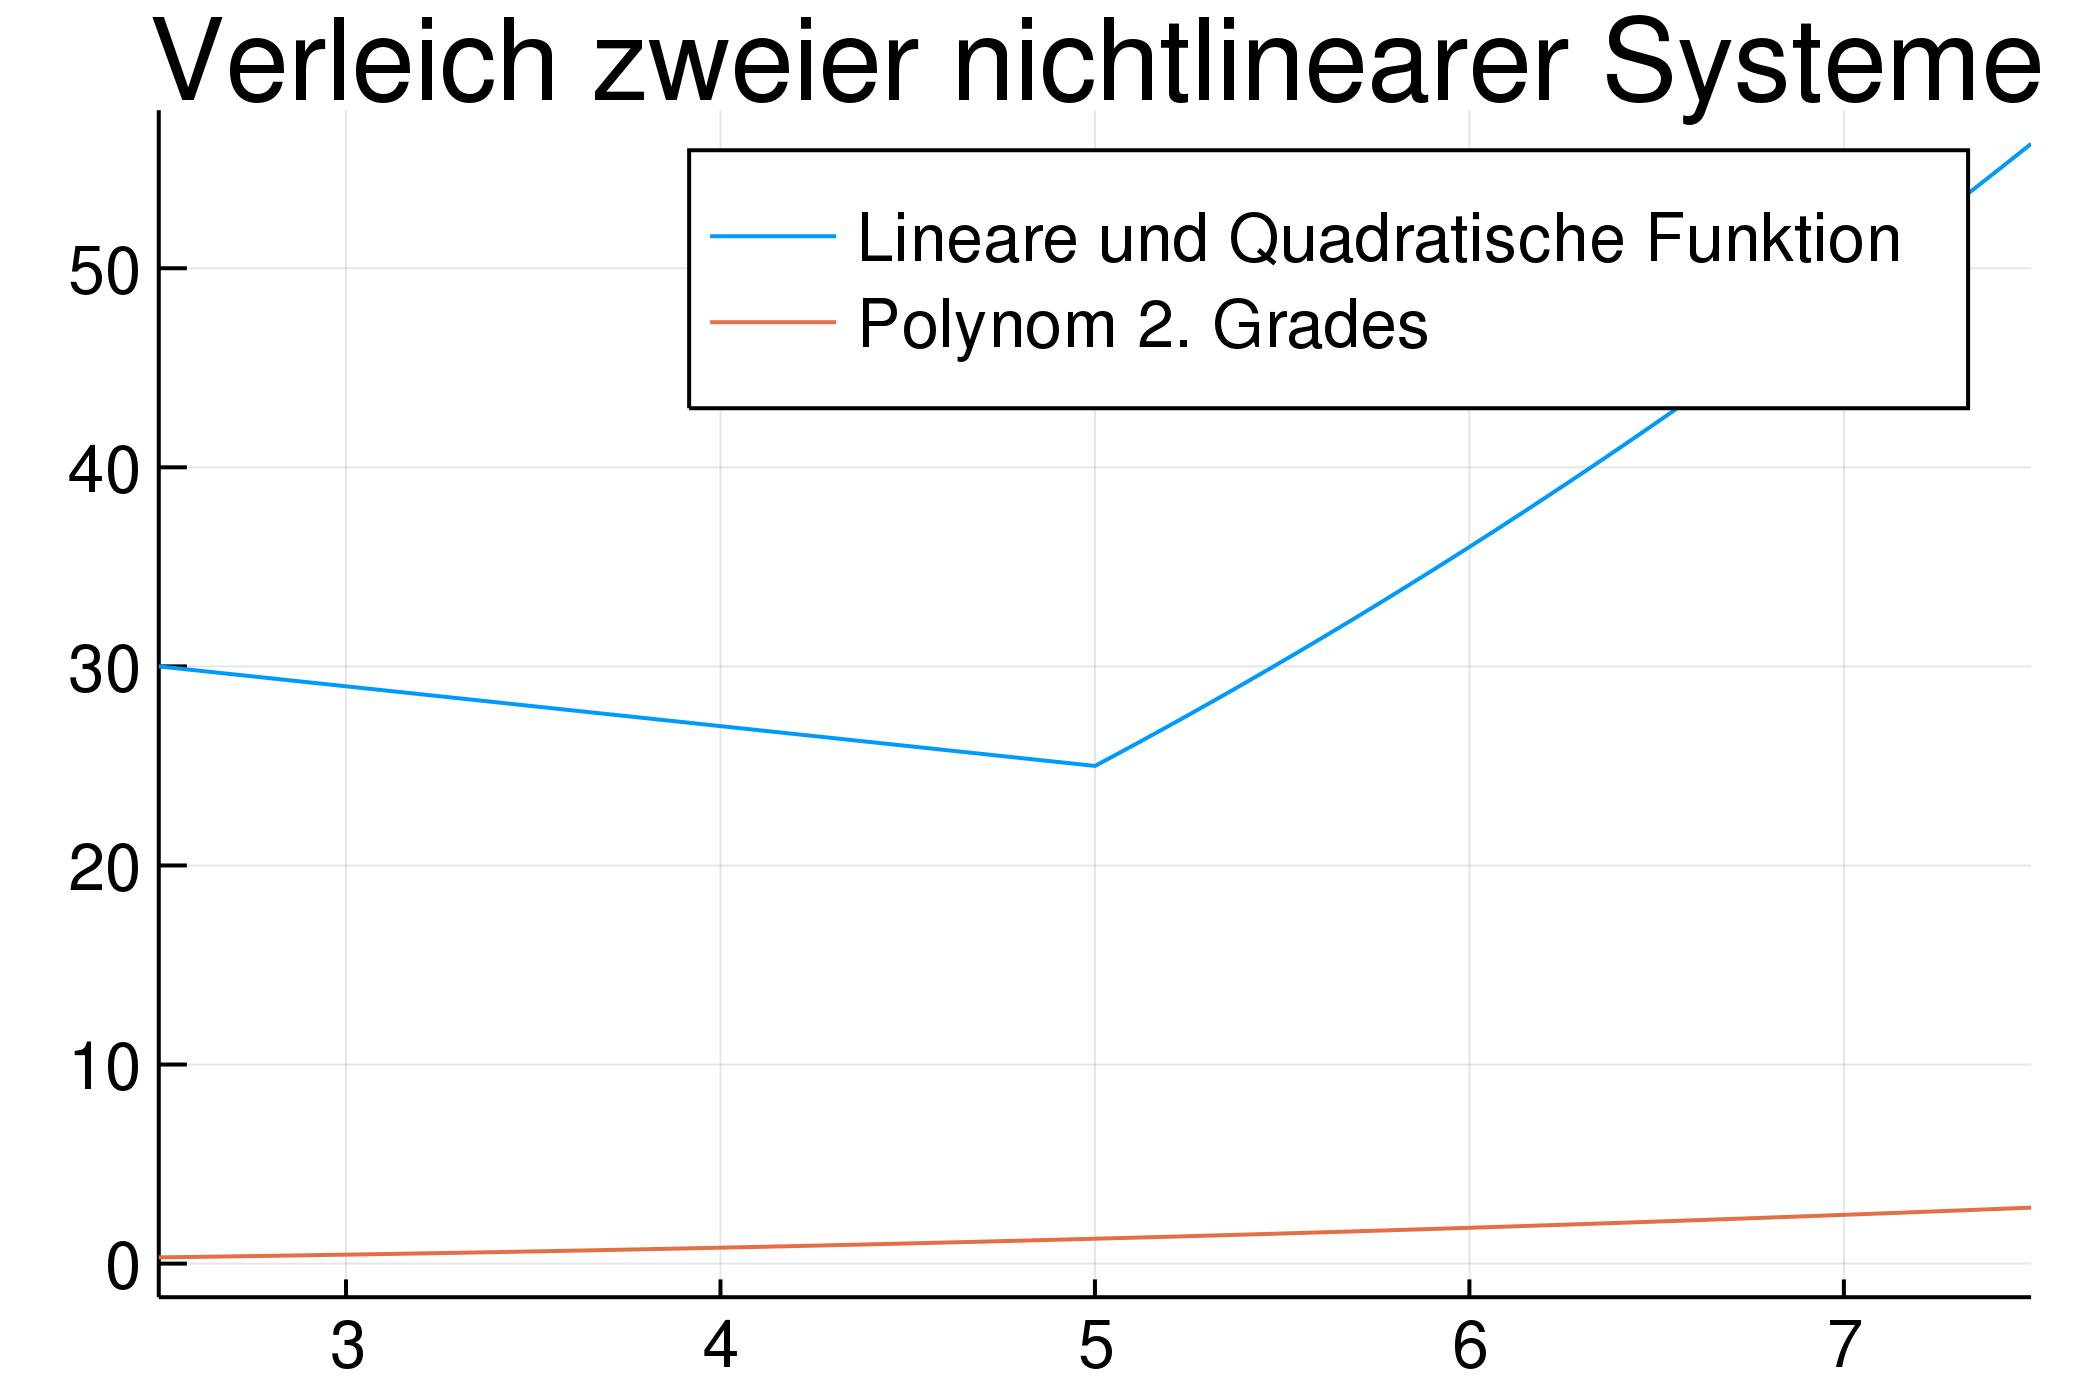 Verleich zweier nichtlinearer Systeme
Lineare und Quadratische Funktion
Polynom 2. Grades
50
40
30
20
10
0
3 4 5 6 7